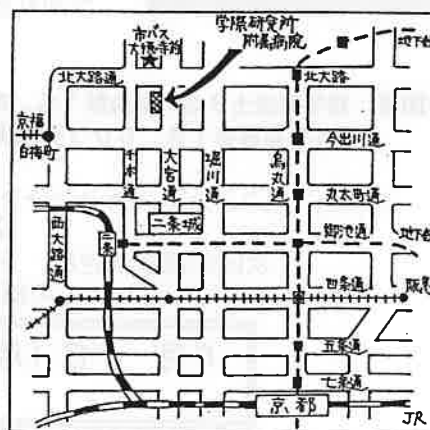 学際研究所
附属病院
市バス
大徳寺前
地下鉄
北大路通
北大路
京福
白梅町
今出川通
千本通
大宮通
堀川通
烏丸通
丸太町通
二条城
西大路通
二条
御池通
地下鉄
四条通
阪急
五条通
七条通
京都
JR